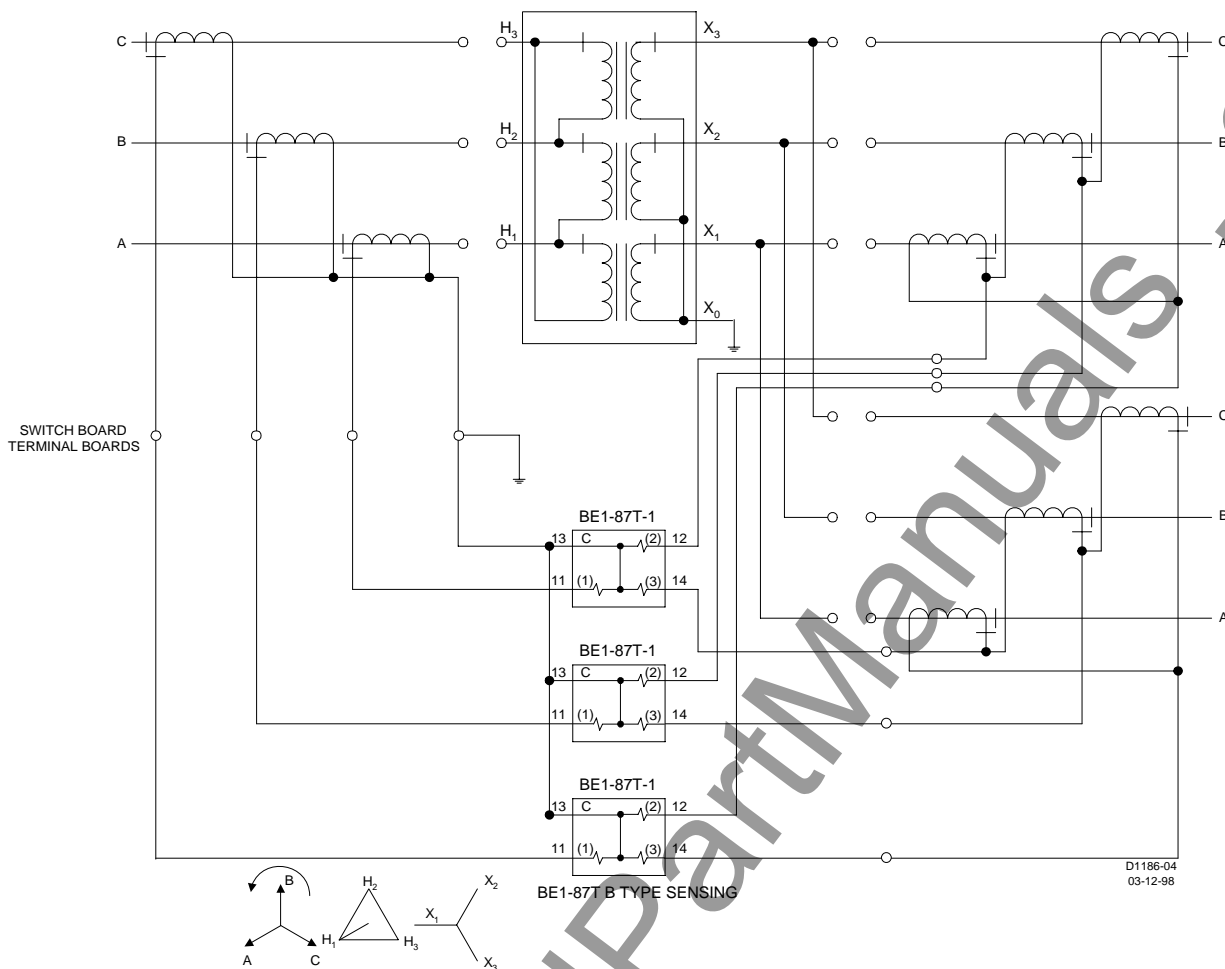 H3
X3
C
C
H2
X2
B
B
H1
X1
A
A
X0
C
SWITCH BOARD
TERMINAL BOARDS
BE1-87T-1
B
13 C (2) 12
11 (1) (3) 14
A
BE1-87T-1
13 C (2) 12
11 (1) (3) 14
BE1-87T-1
13 C (2) 12
11 (1) (3) 14
D1186-04
03-12-98
BE1-87T B TYPE SENSING
B
A
C
H2
H1
H3
X1
X2
X3
PartManuals